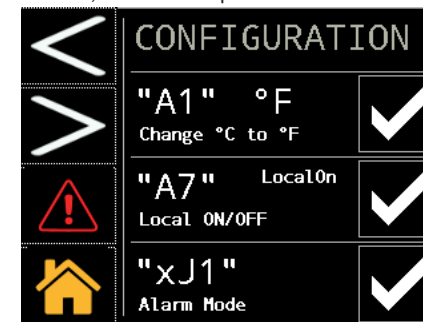 CONFIGURATION
"A1" °F
Change °C to °F
"A7" LocalOn
Local ON/OFF
"xJ1"
Alarm Mode